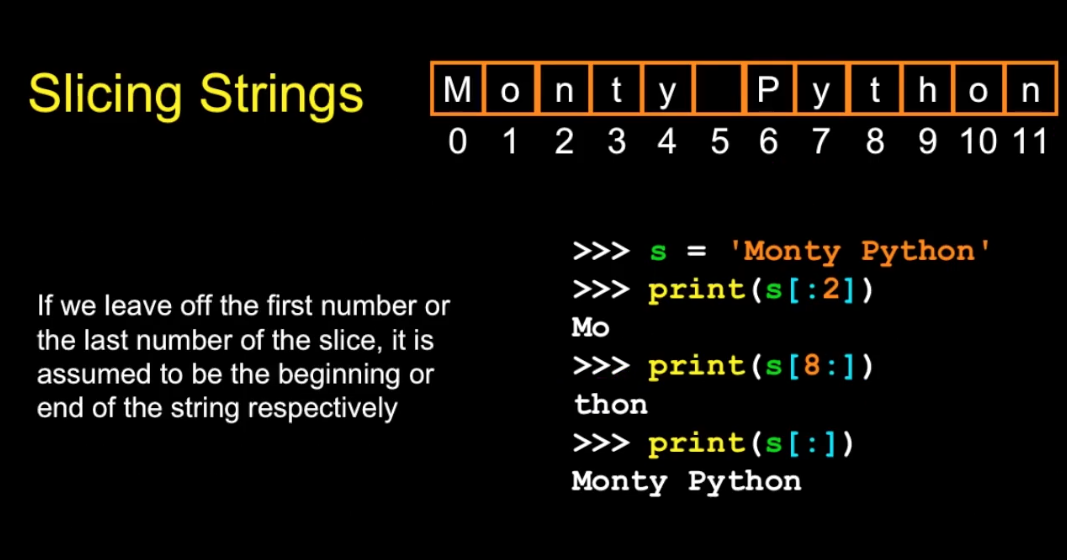 Slicing Strings
M o n t y   P y t h o n
0 1 2 3 4 5 6 7 8 9 10 11
If we leave off the first number or
the last number of the slice, it is
assumed to be the beginning or
end of the string respectively
>>> s = 'Monty Python'
>>> print(s[:2])
Mo
>>> print(s[8:])
thon
>>> print(s[:])
Monty Python